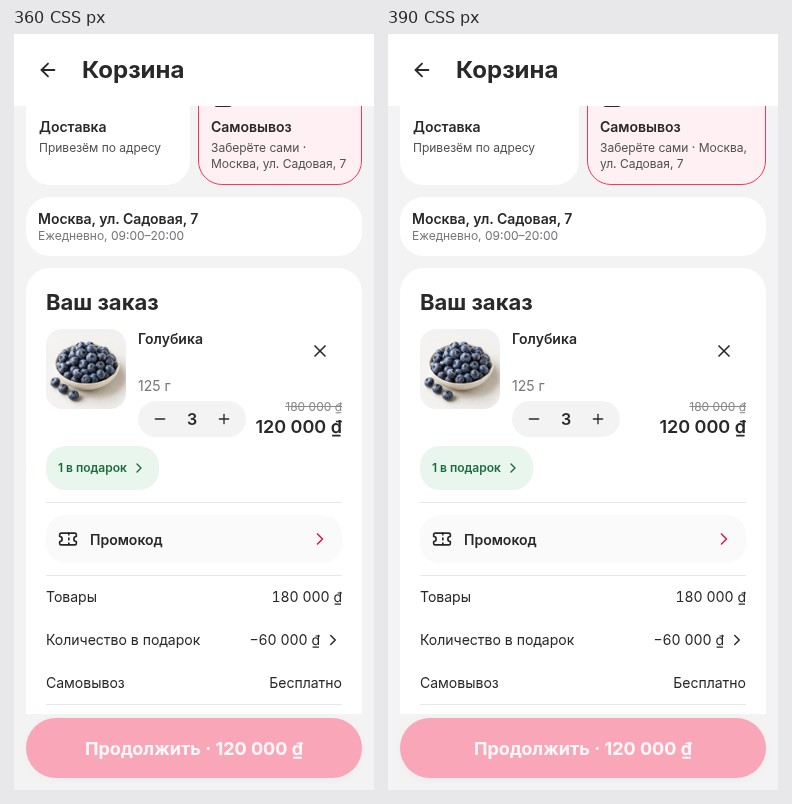 360 CSS px
Корзина
Доставка
Привезём по адресу
Самовывоз
Заберёте сами ·
Москва, ул. Садовая, 7
Москва, ул. Садовая, 7
Ежедневно, 09:00–20:00
Ваш заказ
Голубика
125 г
3
180 000 ₫
120 000 ₫
1 в подарок
Промокод
Товары
180 000 ₫
Количество в подарок
−60 000 ₫
Самовывоз
Бесплатно
Продолжить · 120 000 ₫
390 CSS px
Корзина
Доставка
Привезём по адресу
Самовывоз
Заберёте сами · Москва,
ул. Садовая, 7
Москва, ул. Садовая, 7
Ежедневно, 09:00–20:00
Ваш заказ
Голубика
125 г
3
180 000 ₫
120 000 ₫
1 в подарок
Промокод
Товары
180 000 ₫
Количество в подарок
−60 000 ₫
Самовывоз
Бесплатно
Продолжить · 120 000 ₫